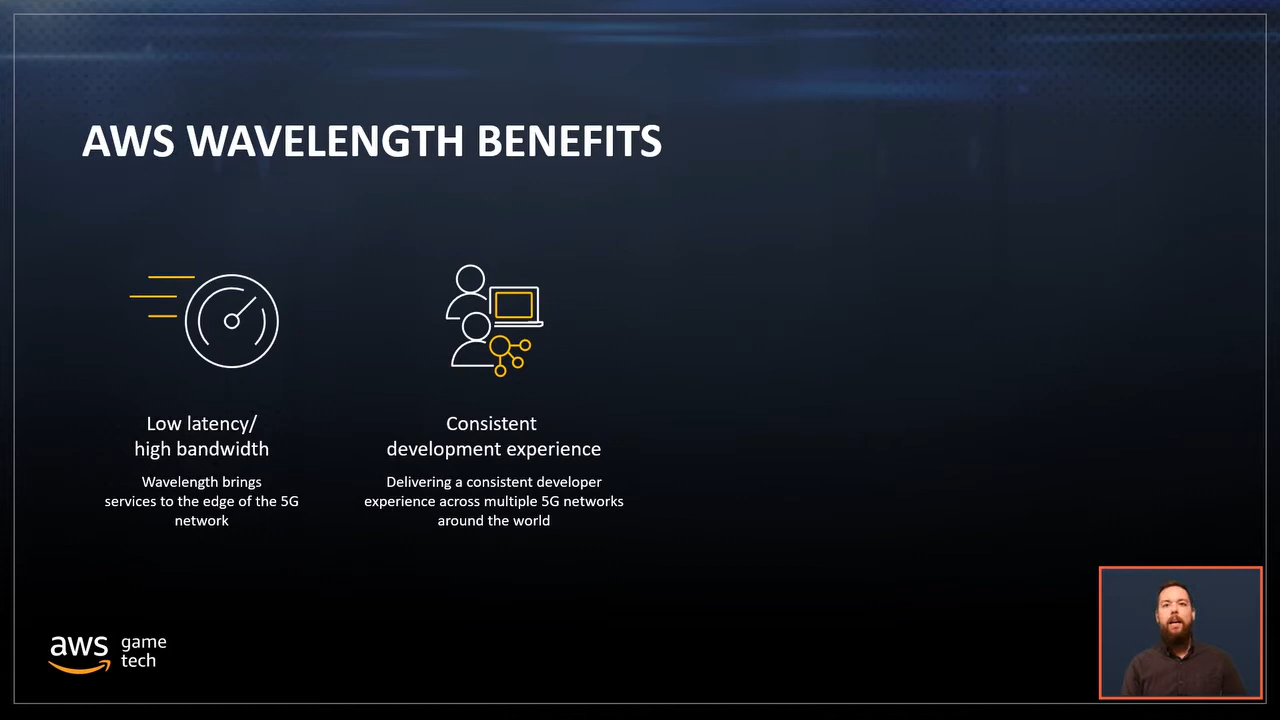 AWS WAVELENGTH BENEFITS
Low latency/
high bandwidth
Wavelength brings
services to the edge of the 5G
network
Consistent
development experience
Delivering a consistent developer
experience across multiple 5G networks
around the world
aws game
tech